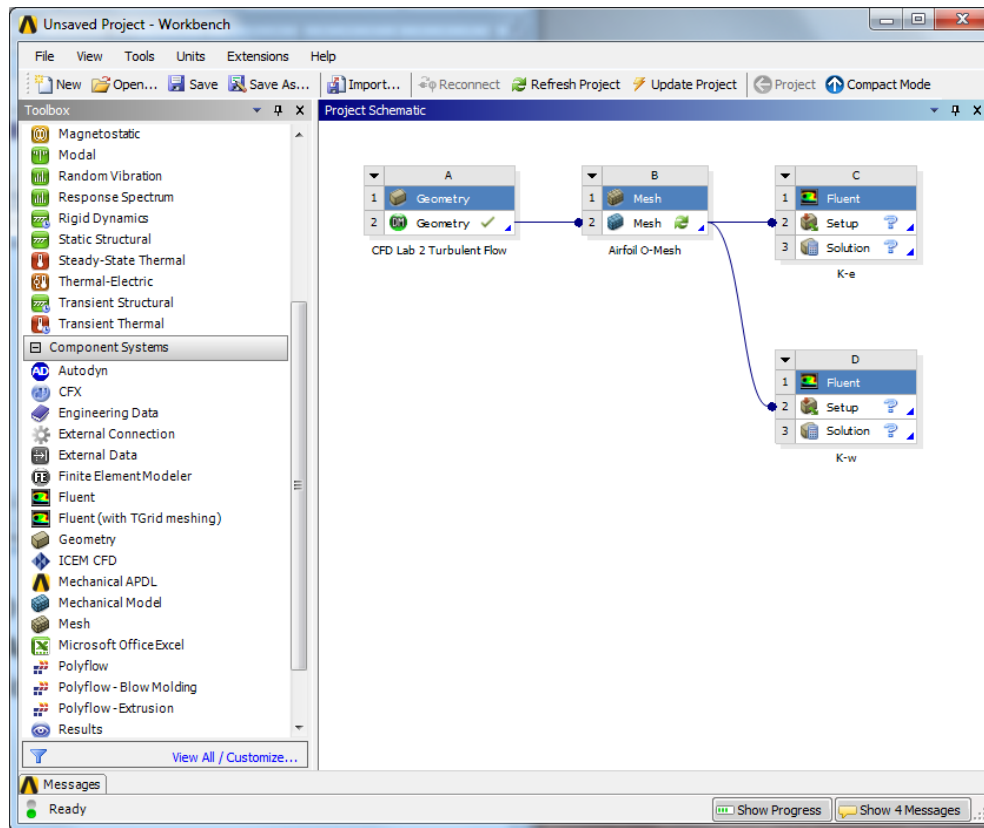 Unsaved Project - Workbench
File View Tools Units Extensions Help
New Open... Save Save As... Import... Reconnect Refresh Project Update Project Project Compact Mode
Toolbox
Magnetostatic
Modal
Random Vibration
Response Spectrum
Rigid Dynamics
Static Structural
Steady-State Thermal
Thermal-Electric
Transient Structural
Transient Thermal
Component Systems
AD Autodyn
CFX
Engineering Data
External Connection
External Data
FE Finite Element Modeler
Fluent
Fluent (with TGrid meshing)
Geometry
ICEM CFD
Mechanical APDL
Mechanical Model
Mesh
Microsoft Office Excel
Polyflow
Polyflow - Blow Molding
Polyflow - Extrusion
Results
View All / Customize...
Project Schematic
A
1 Geometry
2 DM Geometry
CFD Lab 2 Turbulent Flow
B
1 Mesh
2 Mesh
Airfoil O-Mesh
C
1 Fluent
2 Setup ?
3 Solution ?
K-e
D
1 Fluent
2 Setup ?
3 Solution ?
K-w
Messages
Ready
Show Progress Show 4 Messages